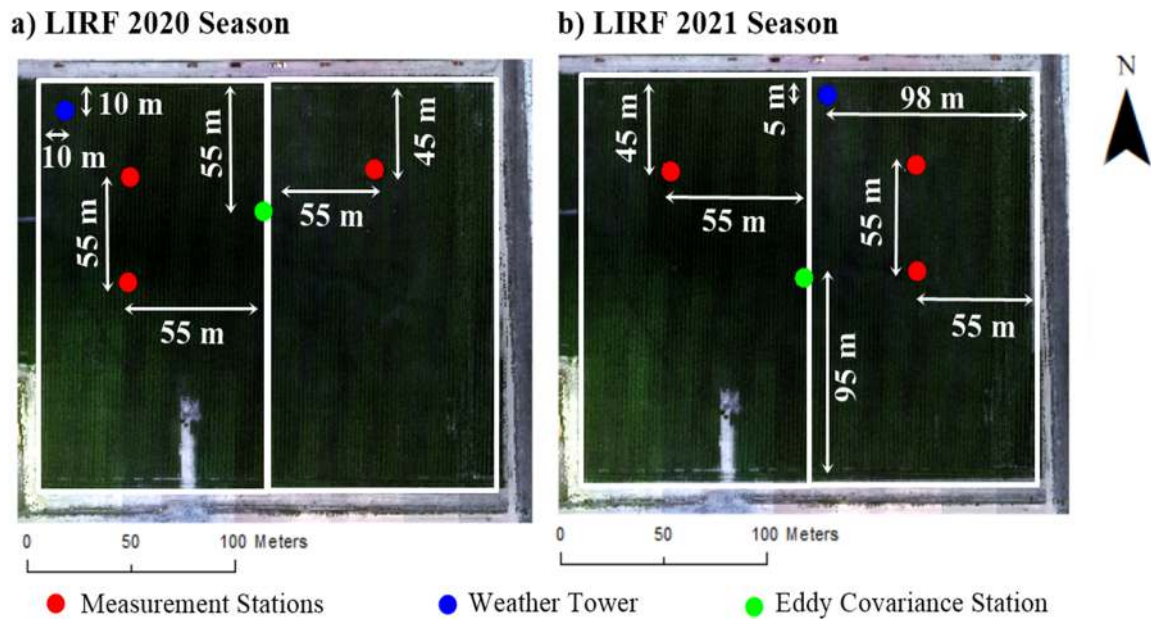 a) LIRF 2020 Season
b) LIRF 2021 Season
N
10 m
10 m
55 m
55 m
55 m
45 m
55 m
45 m
55 m
5 m
98 m
55 m
55 m
95 m
0 50 100 Meters
0 50 100 Meters
Measurement Stations
Weather Tower
Eddy Covariance Station